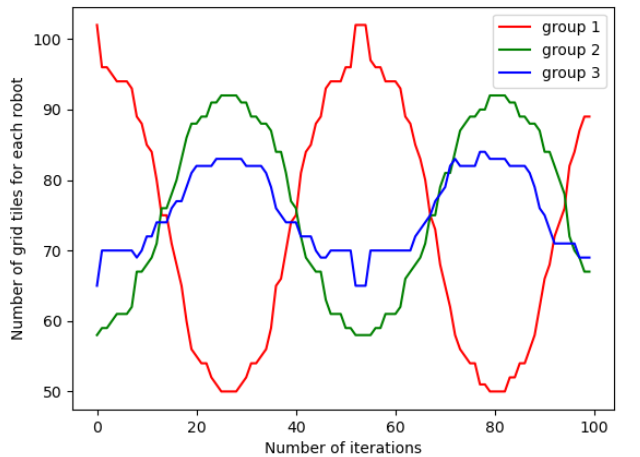 group 1
group 2
group 3
Number of grid tiles for each robot
100
90
80
70
60
50
0 20 40 60 80 100
Number of iterations